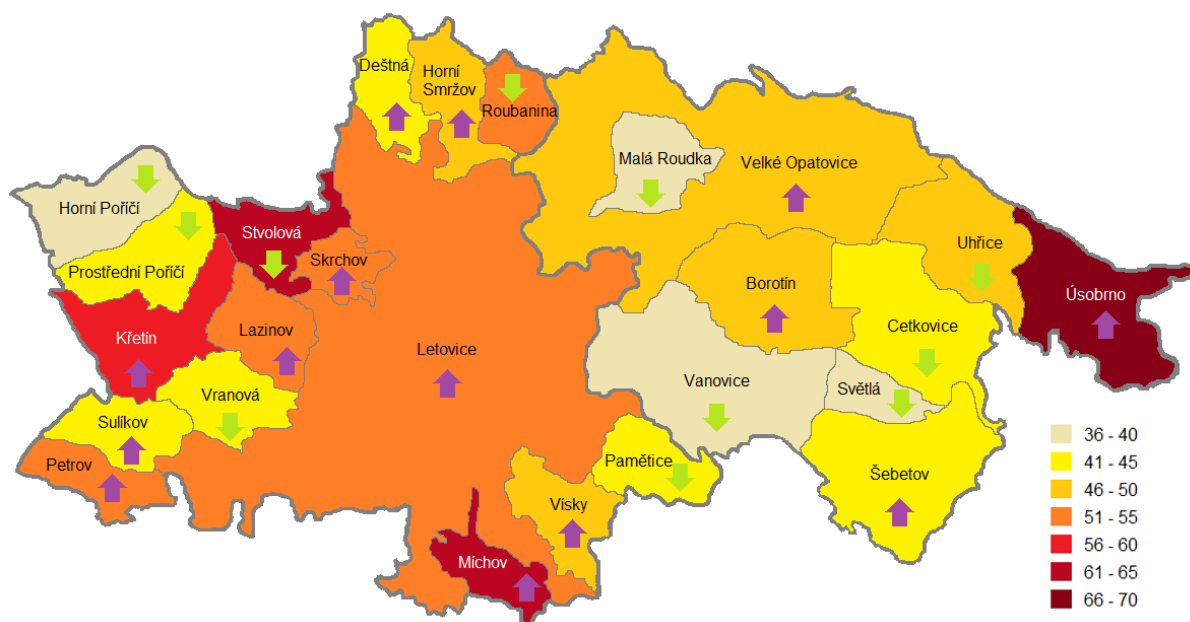 Deštná
Horní
Smržov
Roubanina
Malá Roudka
Velké Opatovice
Horní Poříčí
Stvolová
Uhřice
Skrchov
Prostřední Poříčí
Borotín
Úsobrno
Křetín
Lazinov
Cetkovice
Letovice
Vanovice
Světlá
Vranová
Sulíkov
Petrov
Pamětice
Šebetov
Vísky
Míchov
36 - 40
41 - 45
46 - 50
51 - 55
56 - 60
61 - 65
66 - 70